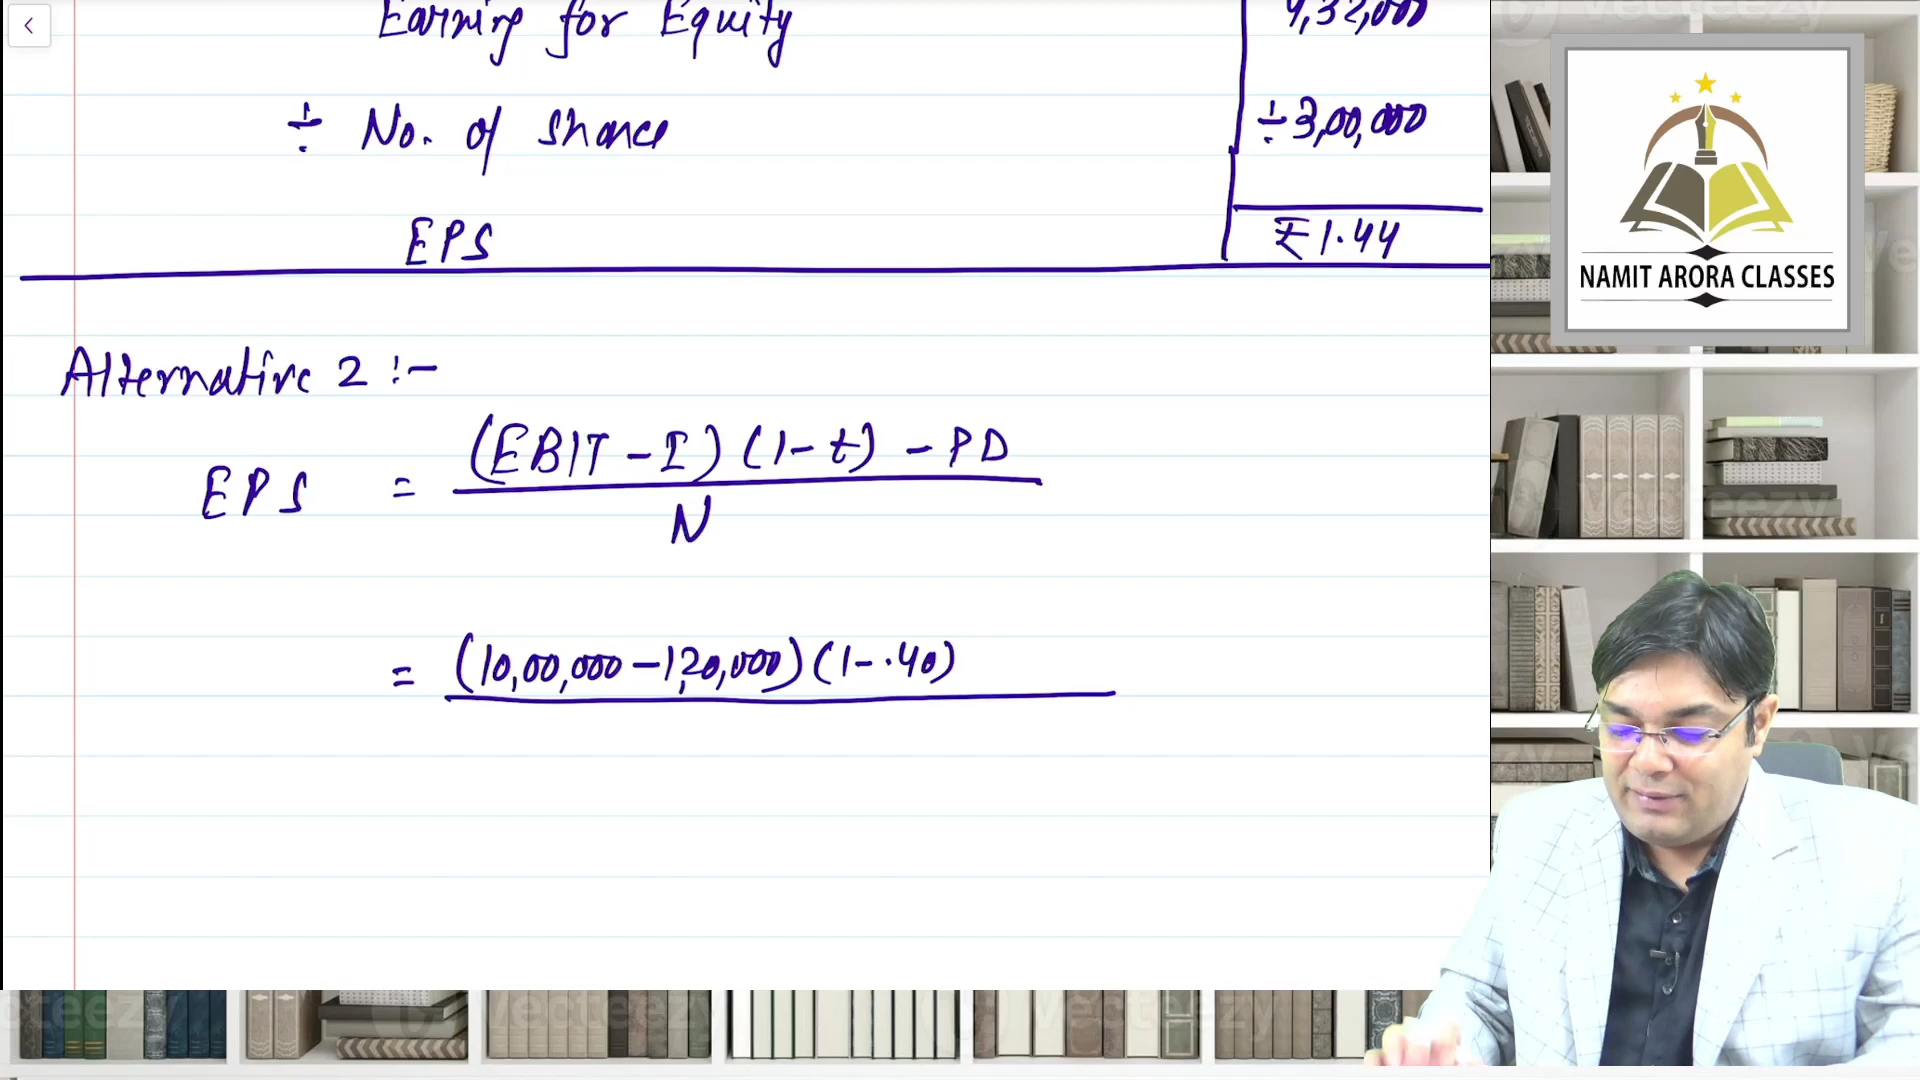 Earning for Equity 4,32,000
÷ No. of shares ÷3,00,000
EPS ₹1.44
NAMIT ARORA CLASSES
Alternative 2 :-
EPS = (EBIT - I) (1 - t) - PD
N
= (10,00,000 - 1,20,000) (1 - .40)